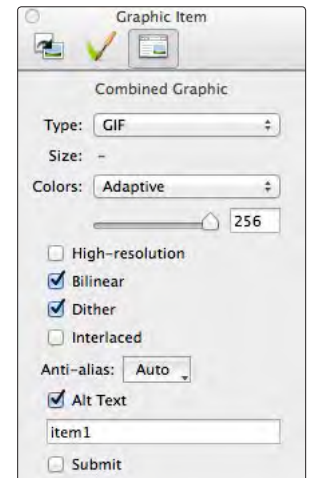 Graphic Item
Combined Graphic
Type: GIF
Size: –
Colors: Adaptive
256
High-resolution
Bilinear
Dither
Interlaced
Anti-alias: Auto
Alt Text
item1
Submit